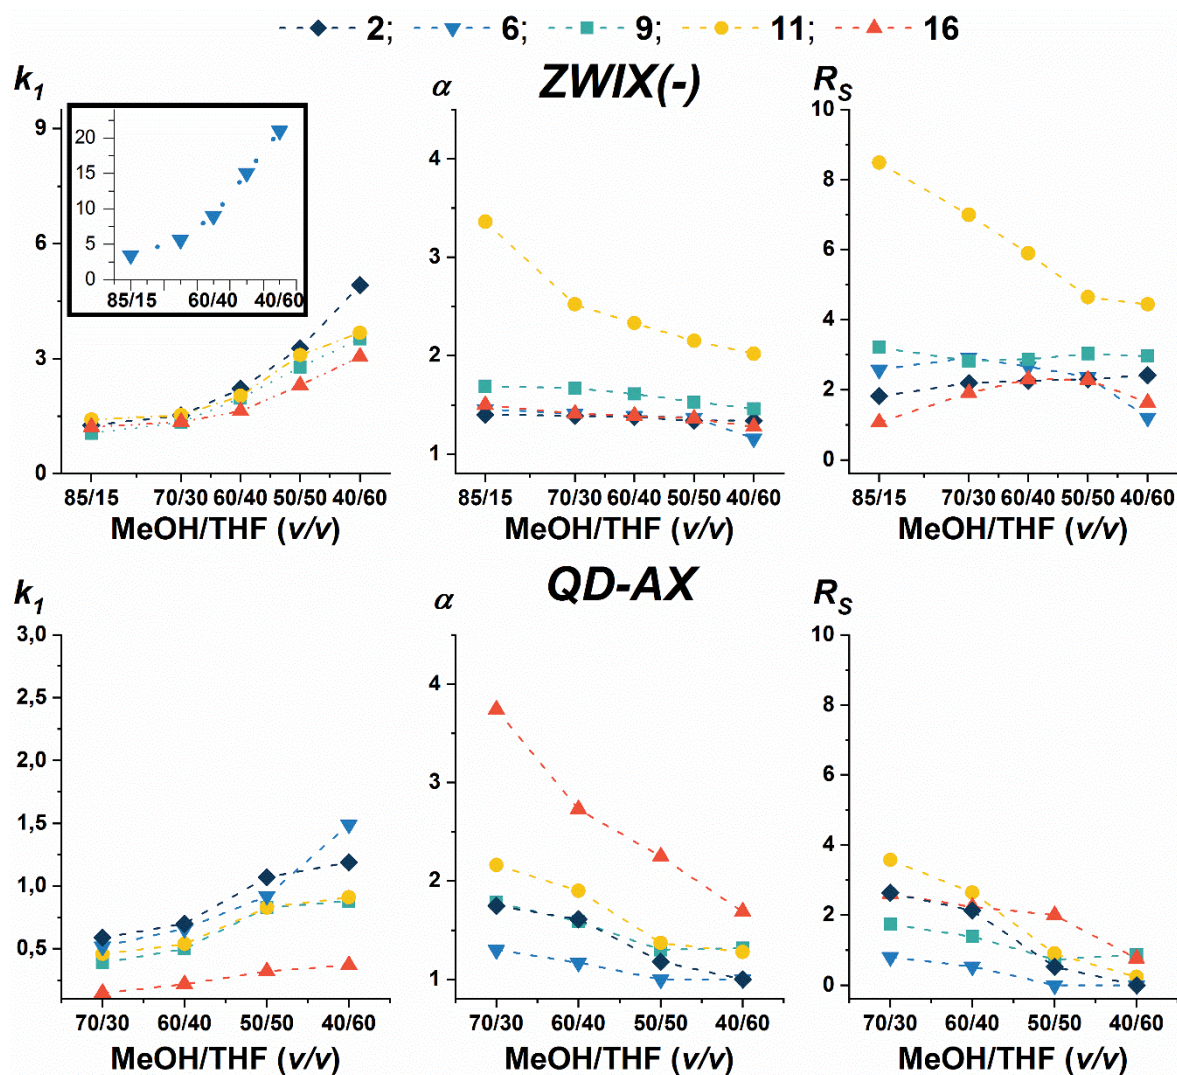 2; 6; 9; 11; 16
ZWIX(-)
k1
9
6
3
0
20
15
10
5
0
85/15 60/40 40/60
85/15 70/30 60/40 50/50 40/60
MeOH/THF (v/v)
α
4
3
2
1
85/15 70/30 60/40 50/50 40/60
MeOH/THF (v/v)
RS
10
8
6
4
2
0
85/15 70/30 60/40 50/50 40/60
MeOH/THF (v/v)
QD-AX
k1
3,0
2,5
2,0
1,5
1,0
0,5
70/30 60/40 50/50 40/60
MeOH/THF (v/v)
α
4
3
2
1
70/30 60/40 50/50 40/60
MeOH/THF (v/v)
RS
10
8
6
4
2
0
70/30 60/40 50/50 40/60
MeOH/THF (v/v)